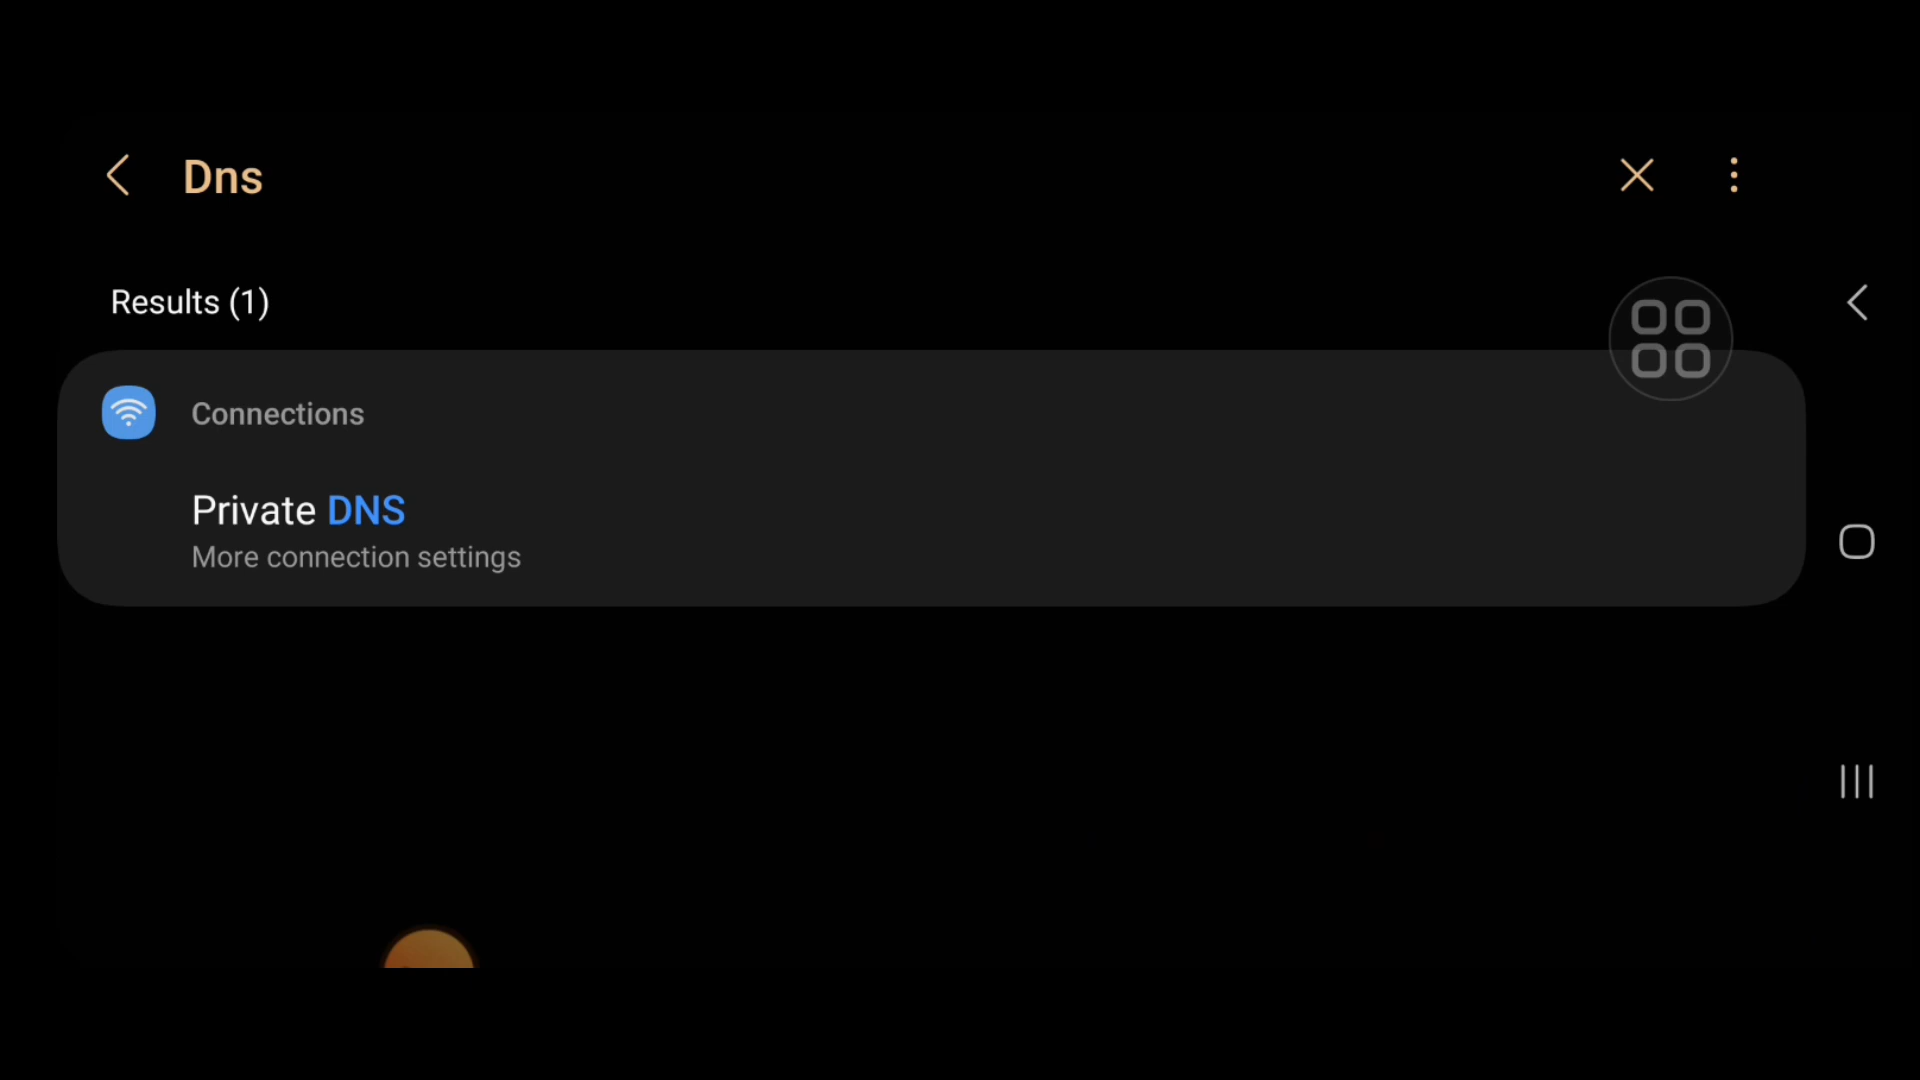 Dns
Results (1)
Connections
Private DNS
More connection settings